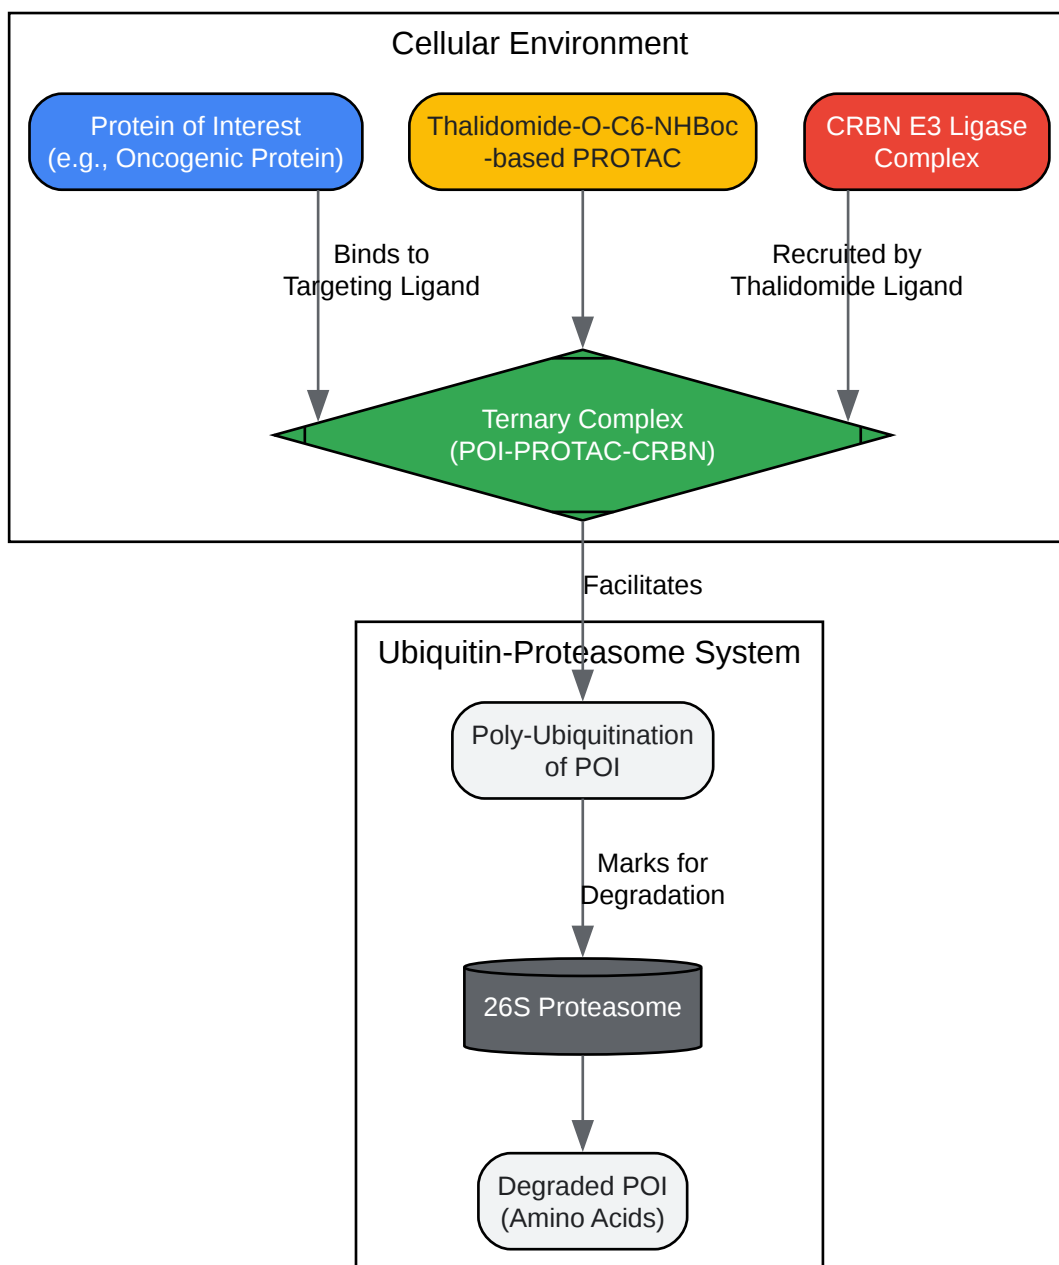 Cellular Environment
Protein of Interest
(e.g., Oncogenic Protein)
Thalidomide-O-C6-NHBoc
-based PROTAC
CRBN E3 Ligase
Complex
Binds to
Targeting Ligand
Recruited by
Thalidomide Ligand
Ternary Complex
(POI-PROTAC-CRBN)
Facilitates
Ubiquitin-Proteasome System
Poly-Ubiquitination
of POI
Marks for
Degradation
26S Proteasome
Degraded POI
(Amino Acids)